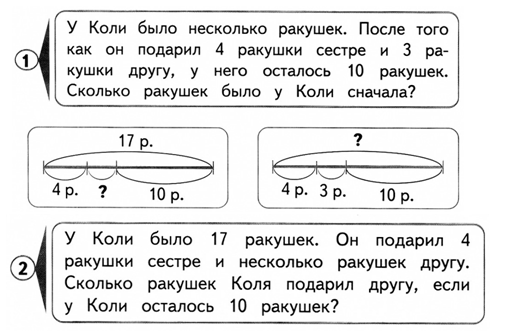 1
У Коли было несколько ракушек. После того
как он подарил 4 ракушки сестре и 3 ра-
кушки другу, у него осталось 10 ракушек.
Сколько ракушек было у Коли сначала?
17 р.
4 р. ? 10 р.
?
4 р. 3 р. 10 р.
2
У Коли было 17 ракушек. Он подарил 4
ракушки сестре и несколько ракушек другу.
Сколько ракушек Коля подарил другу, если
у Коли осталось 10 ракушек?